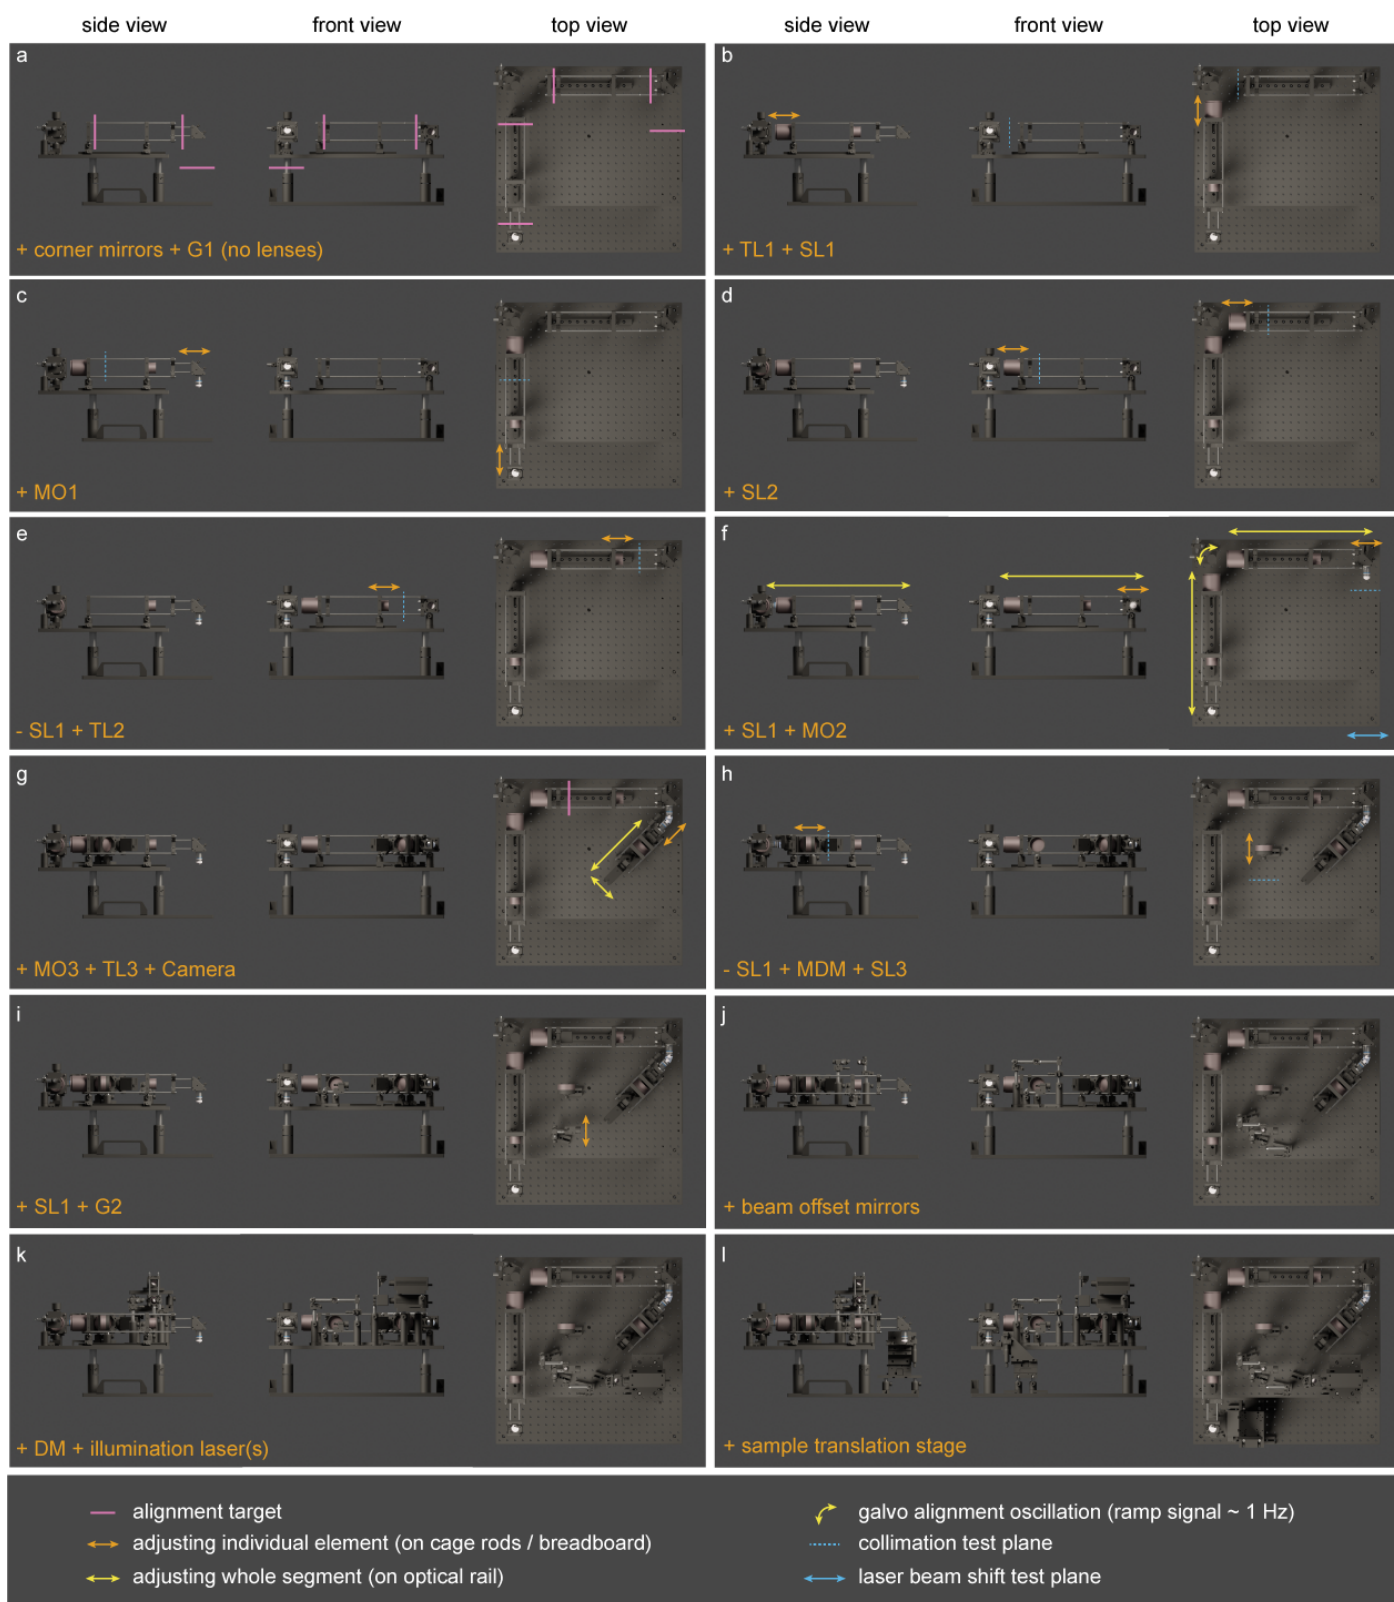 side view front view top view side view front view top view
a
+ corner mirrors + G1 (no lenses)
b
+ TL1 + SL1
c
+ MO1
d
+ SL2
e
- SL1 + TL2
f
+ SL1 + MO2
g
+ MO3 + TL3 + Camera
h
- SL1 + MDM + SL3
i
+ SL1 + G2
j
+ beam offset mirrors
k
+ DM + illumination laser(s)
l
+ sample translation stage
alignment target
adjusting individual element (on cage rods / breadboard)
adjusting whole segment (on optical rail)
galvo alignment oscillation (ramp signal ~ 1 Hz)
collimation test plane
laser beam shift test plane